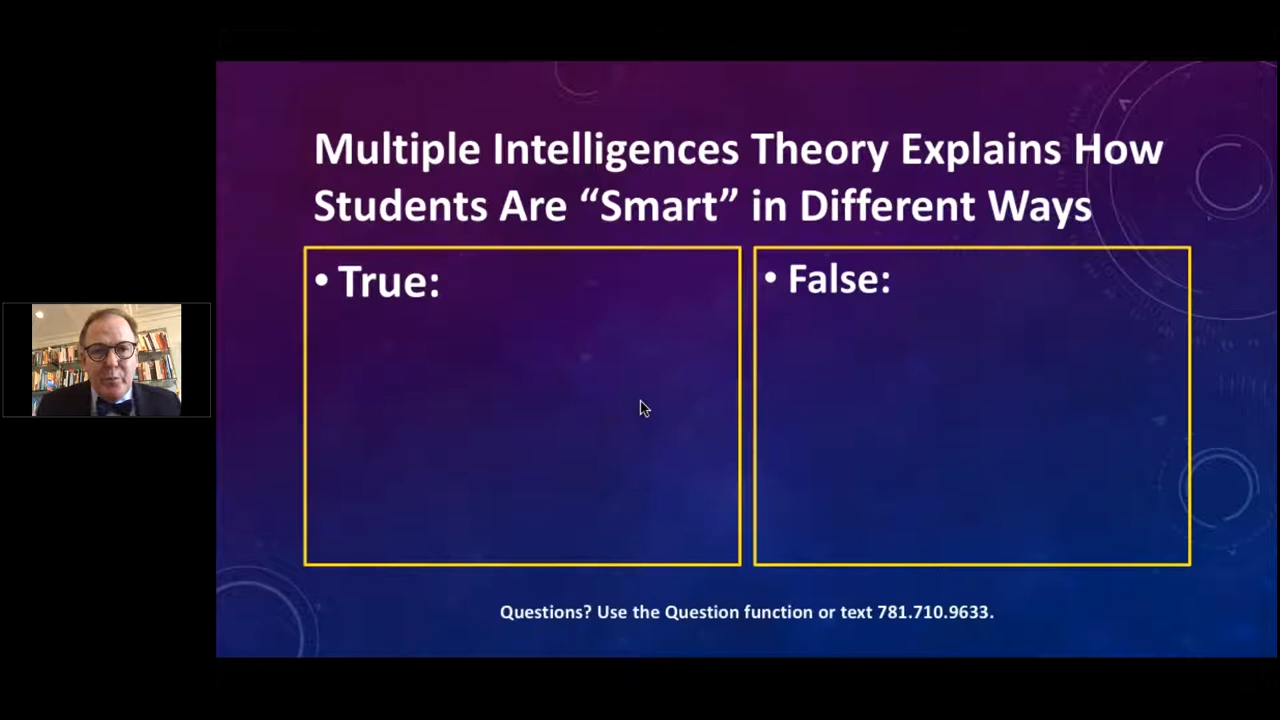 Multiple Intelligences Theory Explains How
Students Are “Smart” in Different Ways
• True:
• False:
Questions? Use the Question function or text 781.710.9633.